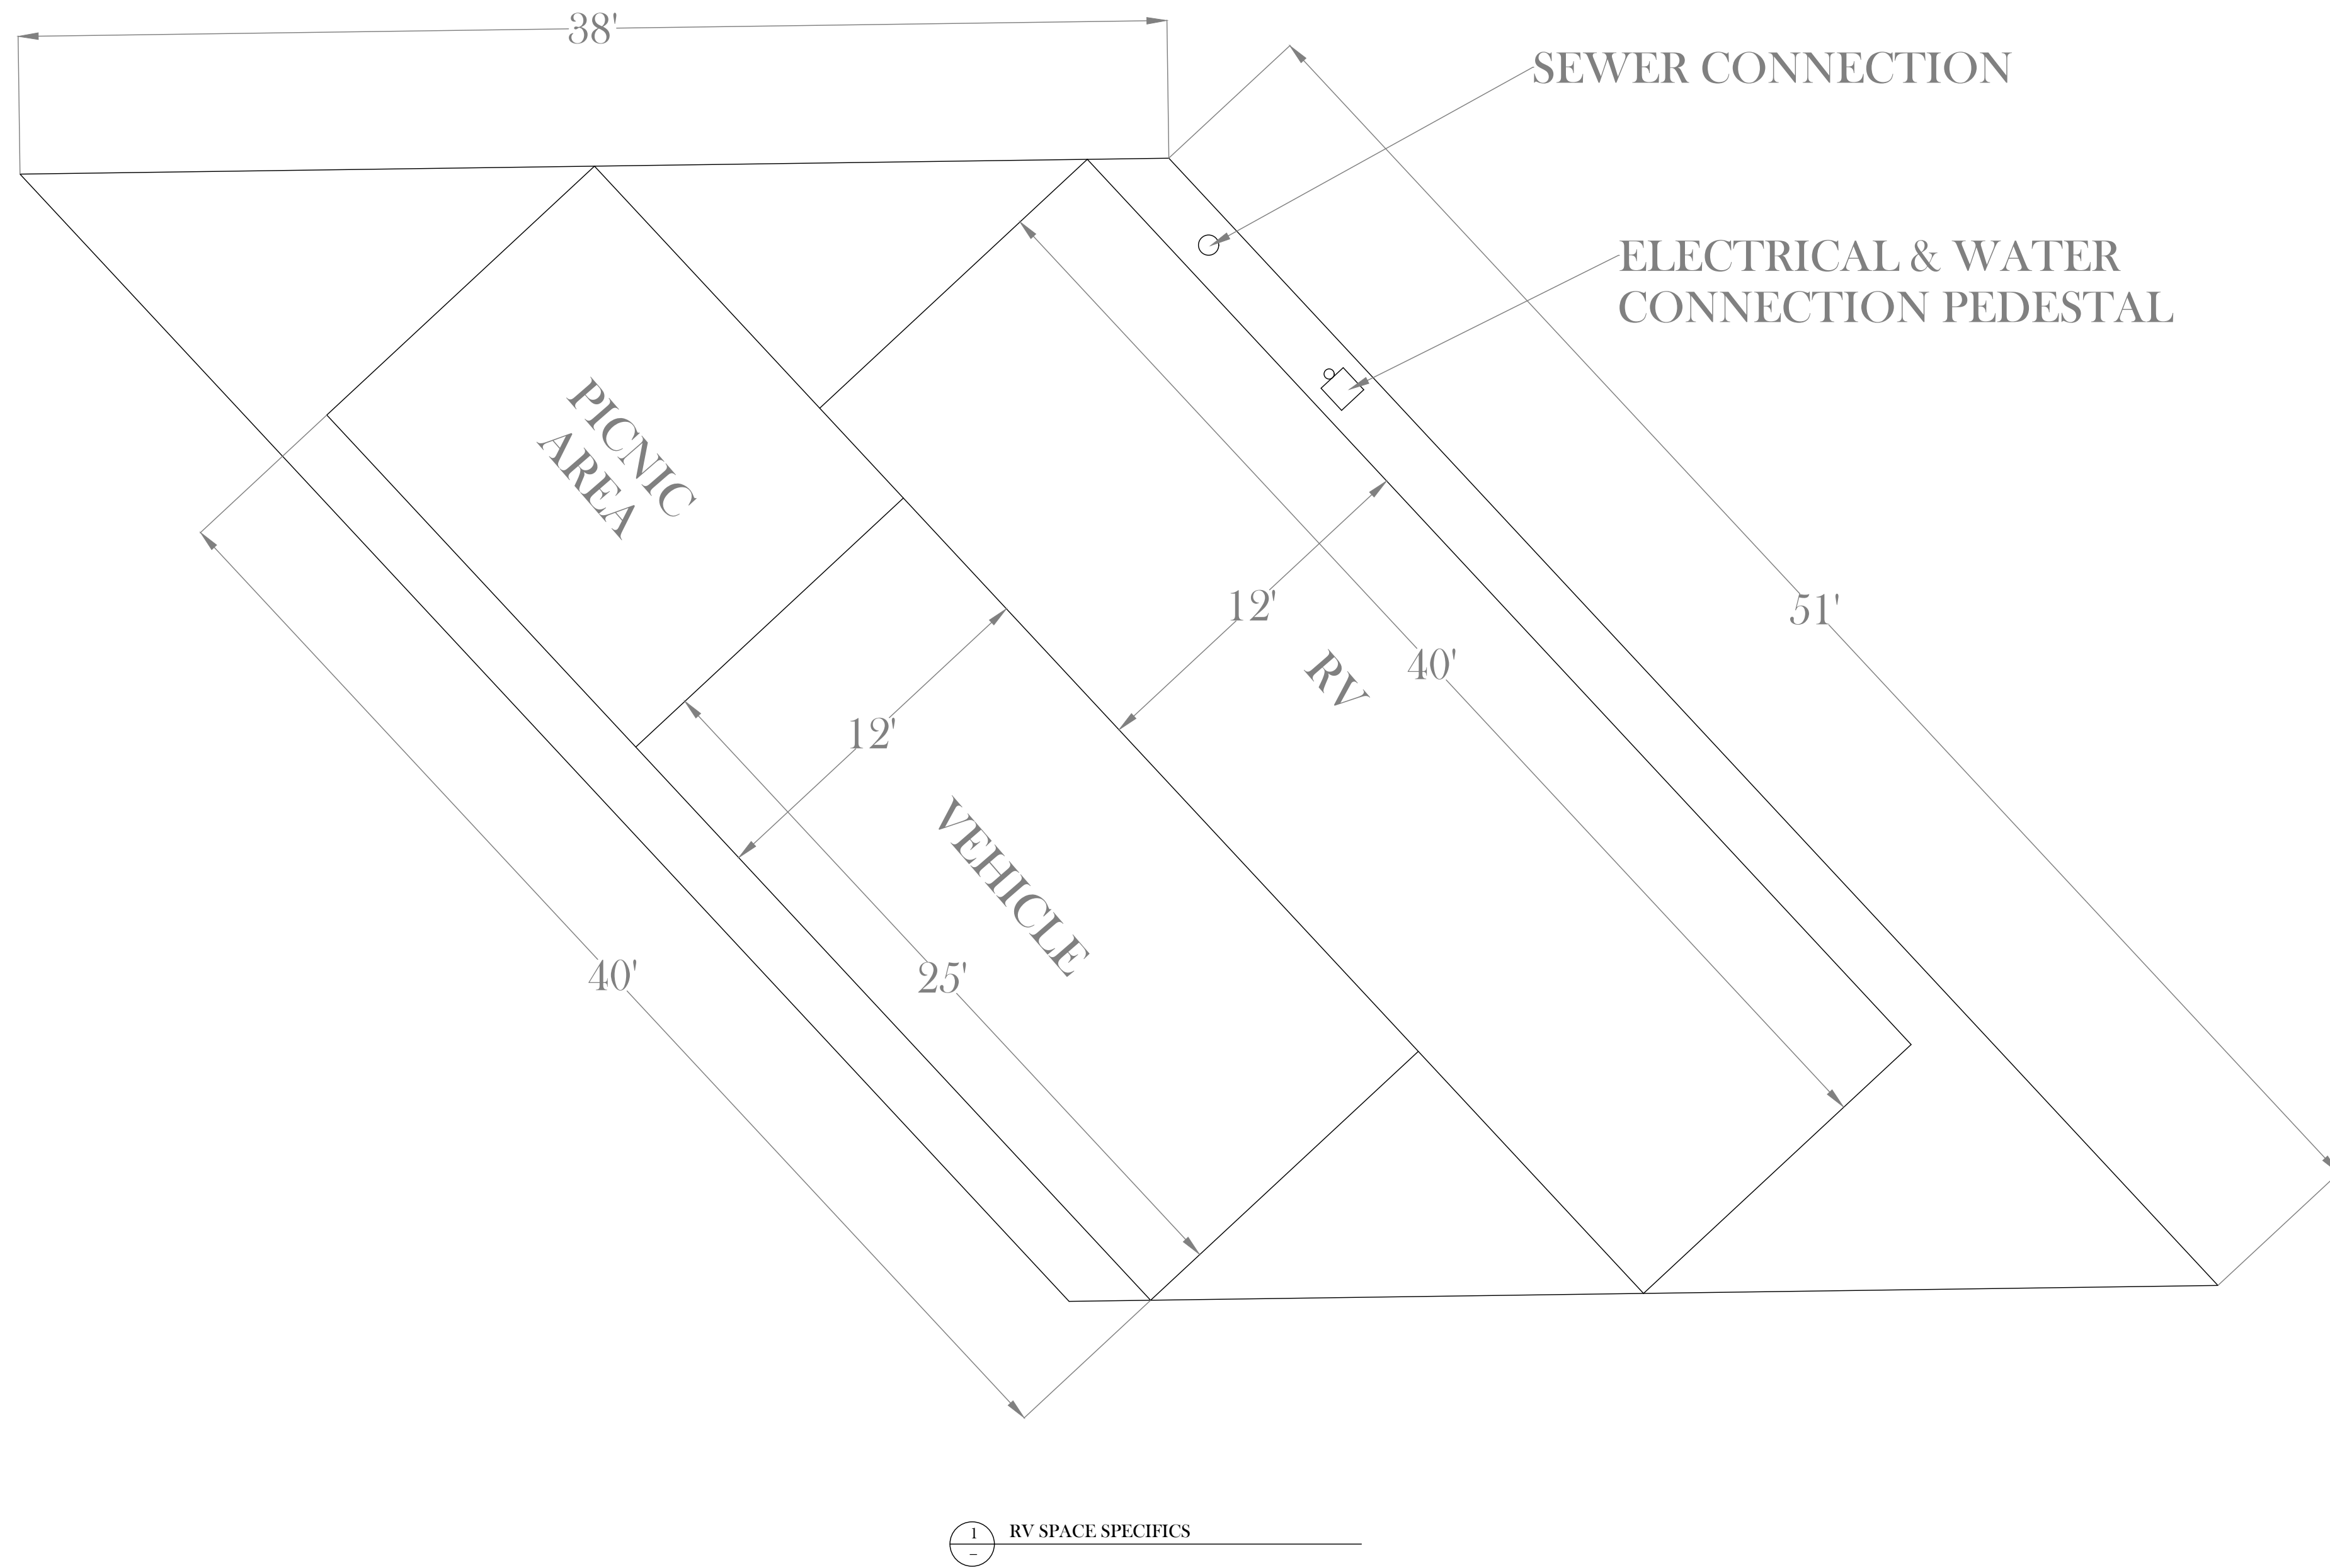 38'
SEWER CONNECTION
ELECTRICAL & WATER
CONNECTION PEDESTAL
PICNIC
AREA
12'
51'
RV
40'
12'
VEHICLE
40'
25'
1
–
RV SPACE SPECIFICS